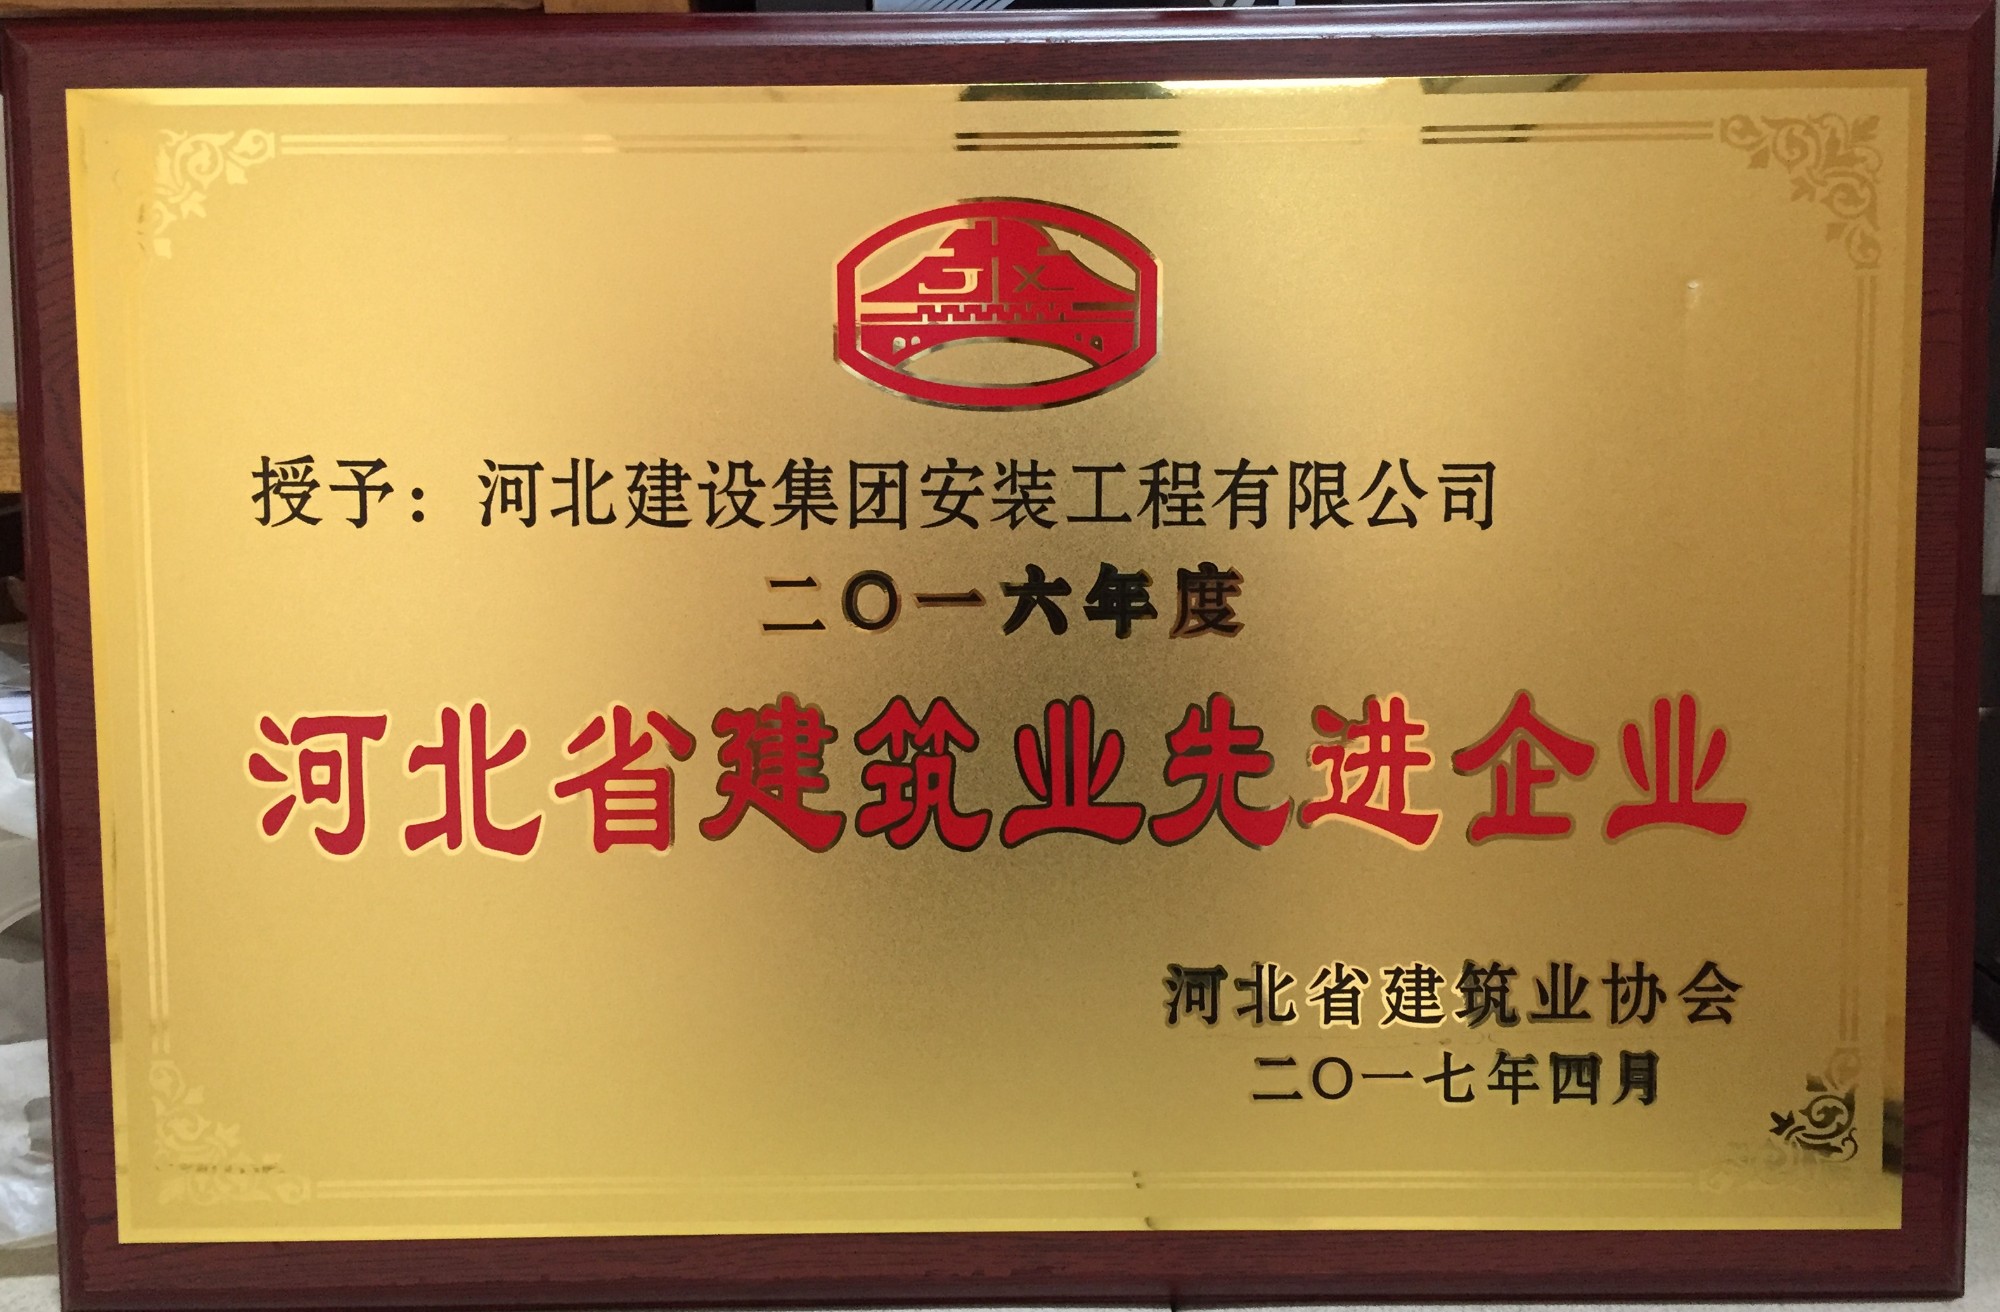 授予：河北建设集团安装工程有限公司
二〇一六年度
河北省建筑业先进企业
河北省建筑业协会
二〇一七年四月